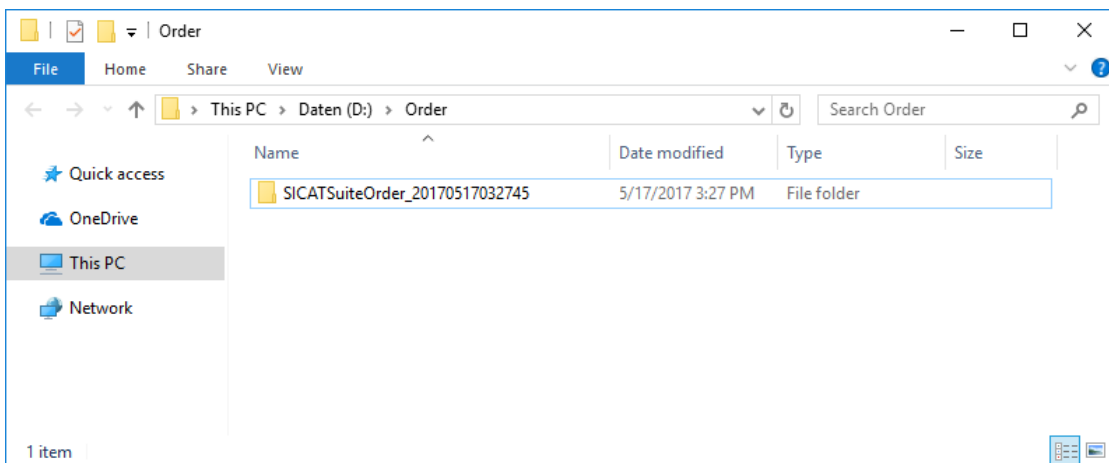 Order
File Home Share View
This PC > Daten (D:) > Order Search Order
Name Date modified Type Size
Quick access
SICATSuiteOrder_20170517032745 5/17/2017 3:27 PM File folder
OneDrive
This PC
Network
1 item